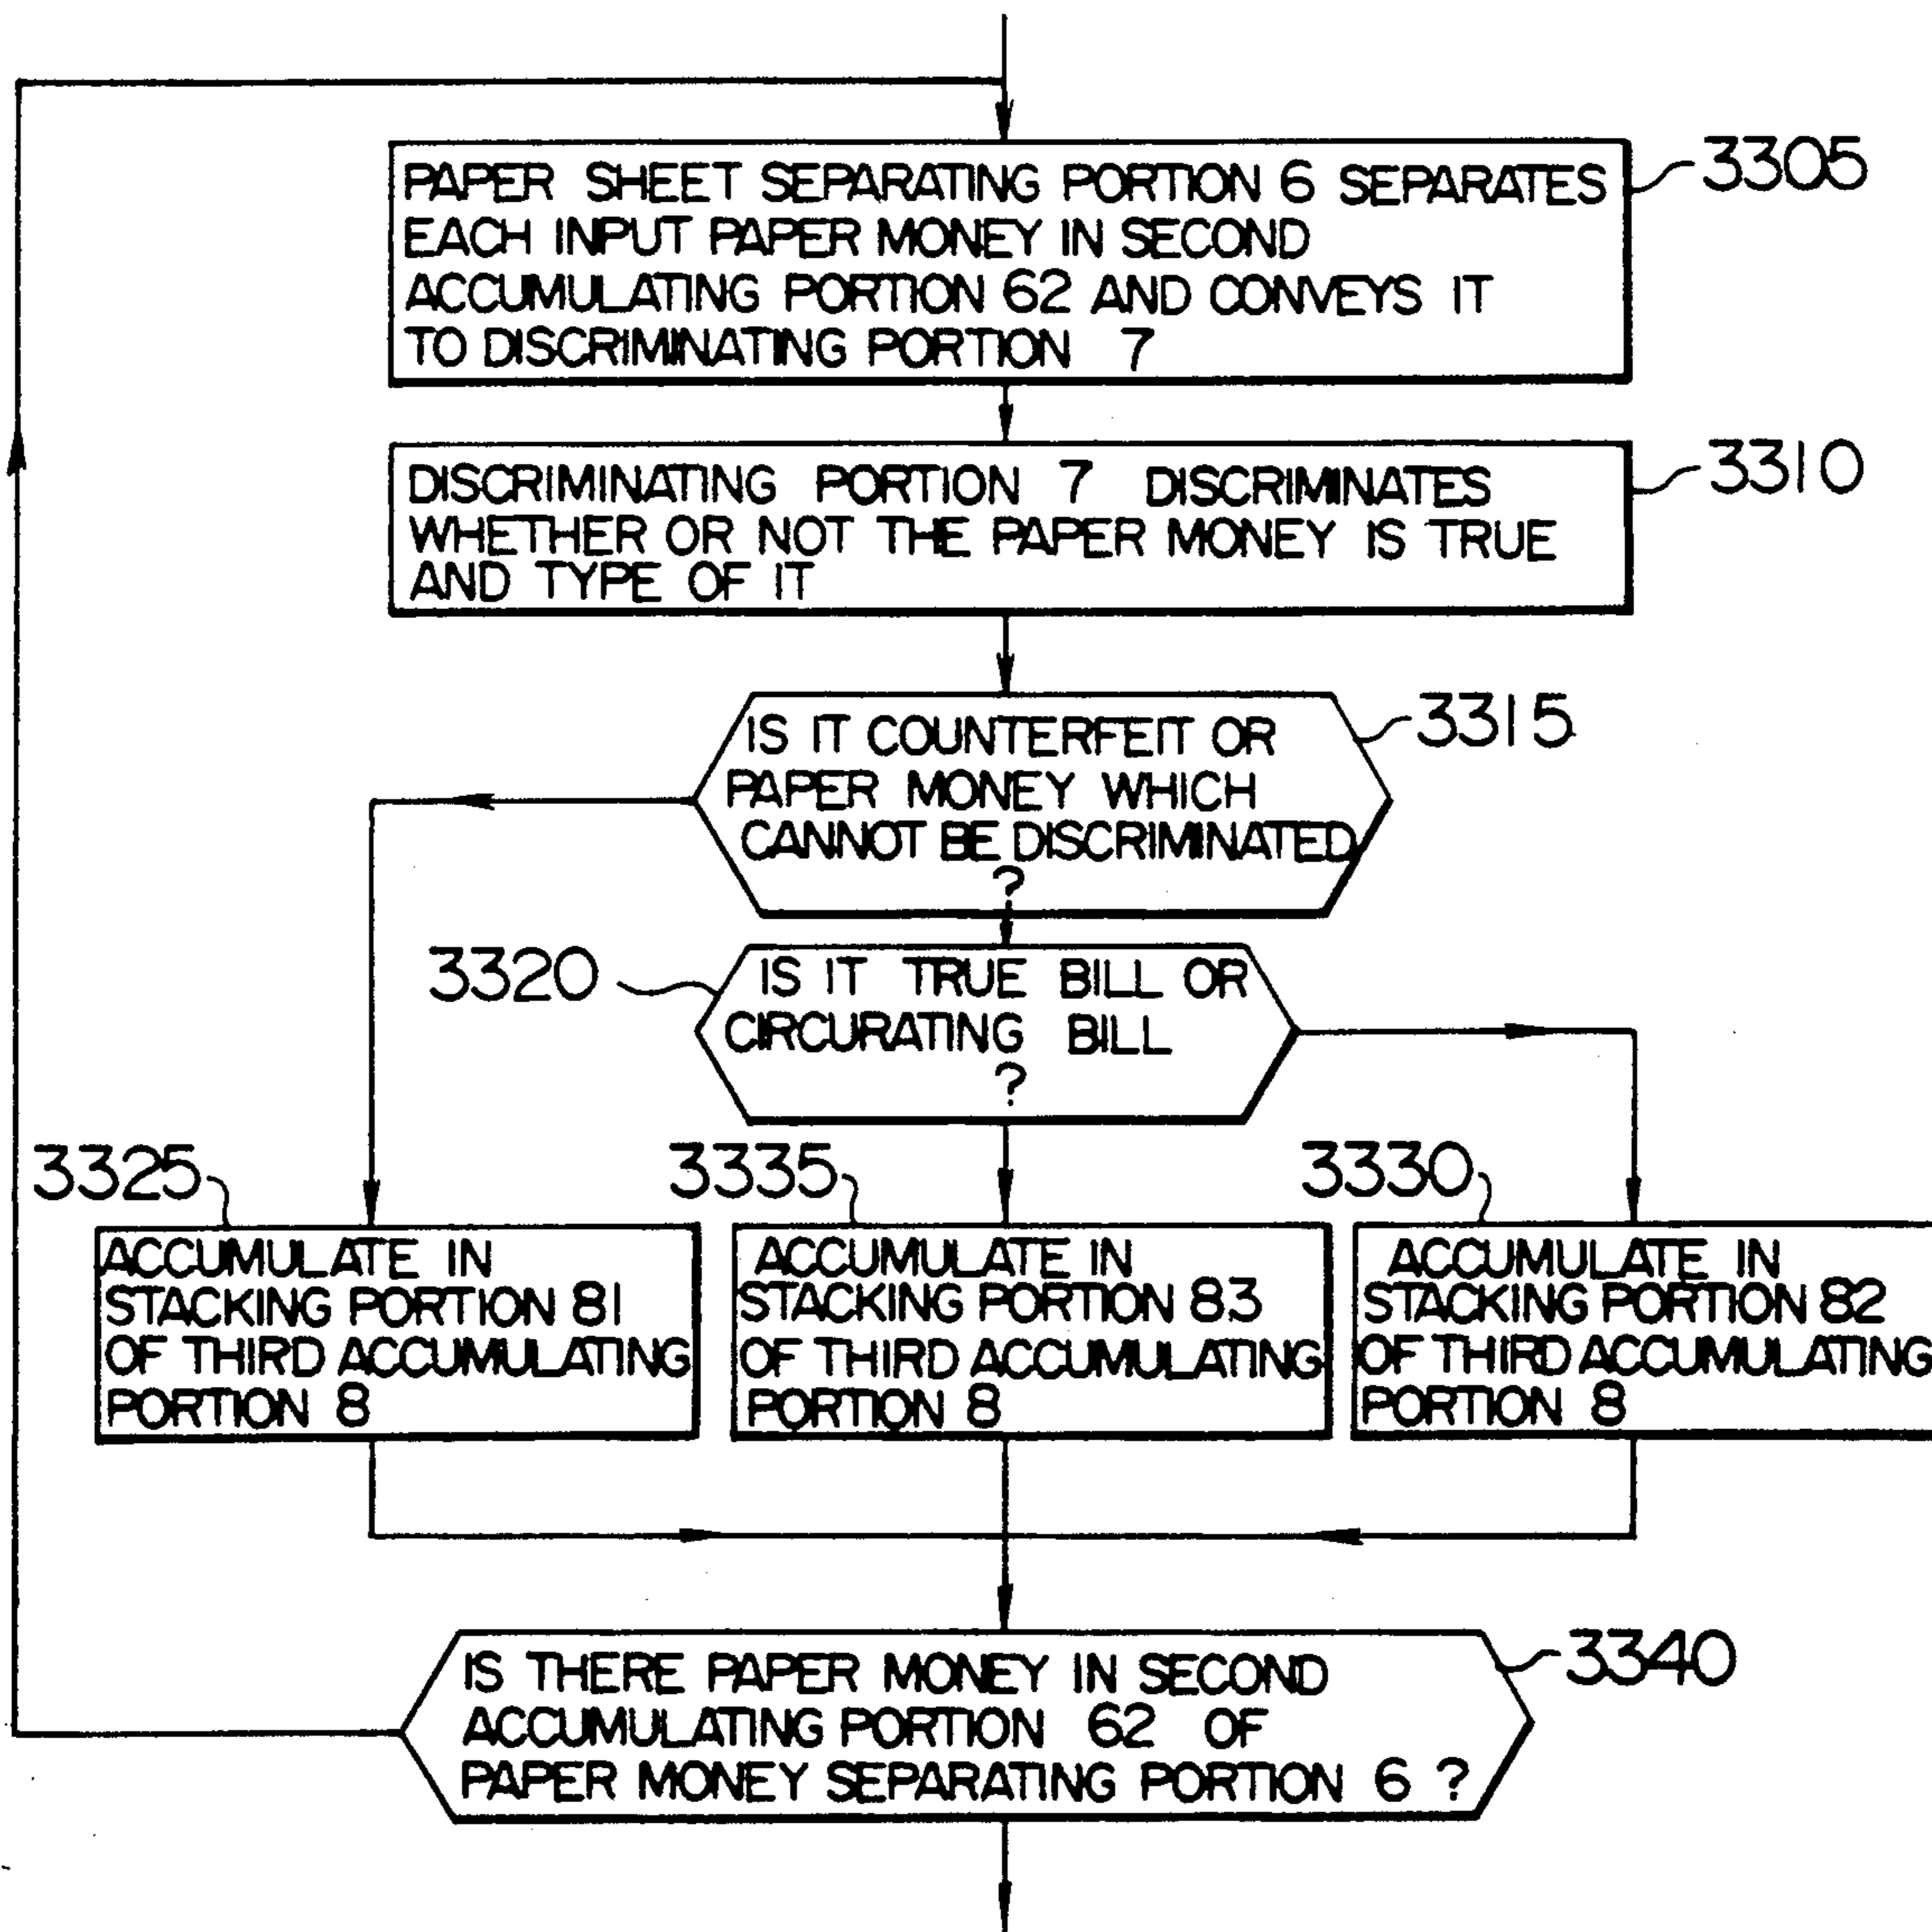 PAPER SHEET SEPARATING PORTION 6 SEPARATES
EACH INPUT PAPER MONEY IN SECOND
ACCUMULATING PORTION 62 AND CONVEYS IT
TO DISCRIMINATING PORTION 7
3305
DISCRIMINATING PORTION 7 DISCRIMINATES
WHETHER OR NOT THE PAPER MONEY IS TRUE
AND TYPE OF IT
3310
IS IT COUNTERFEIT OR
PAPER MONEY WHICH
CANNOT BE DISCRIMINATED
?
3315
3320
IS IT TRUE BILL OR
CIRCURATING BILL
?
3325
ACCUMULATE IN
STACKING PORTION 81
OF THIRD ACCUMULATING
PORTION 8
3335
ACCUMULATE IN
STACKING PORTION 83
OF THIRD ACCUMULATING
PORTION 8
3330
ACCUMULATE IN
STACKING PORTION 82
OF THIRD ACCUMULATING
PORTION 8
3340
IS THERE PAPER MONEY IN SECOND
ACCUMULATING PORTION 62 OF
PAPER MONEY SEPARATING PORTION 6 ?